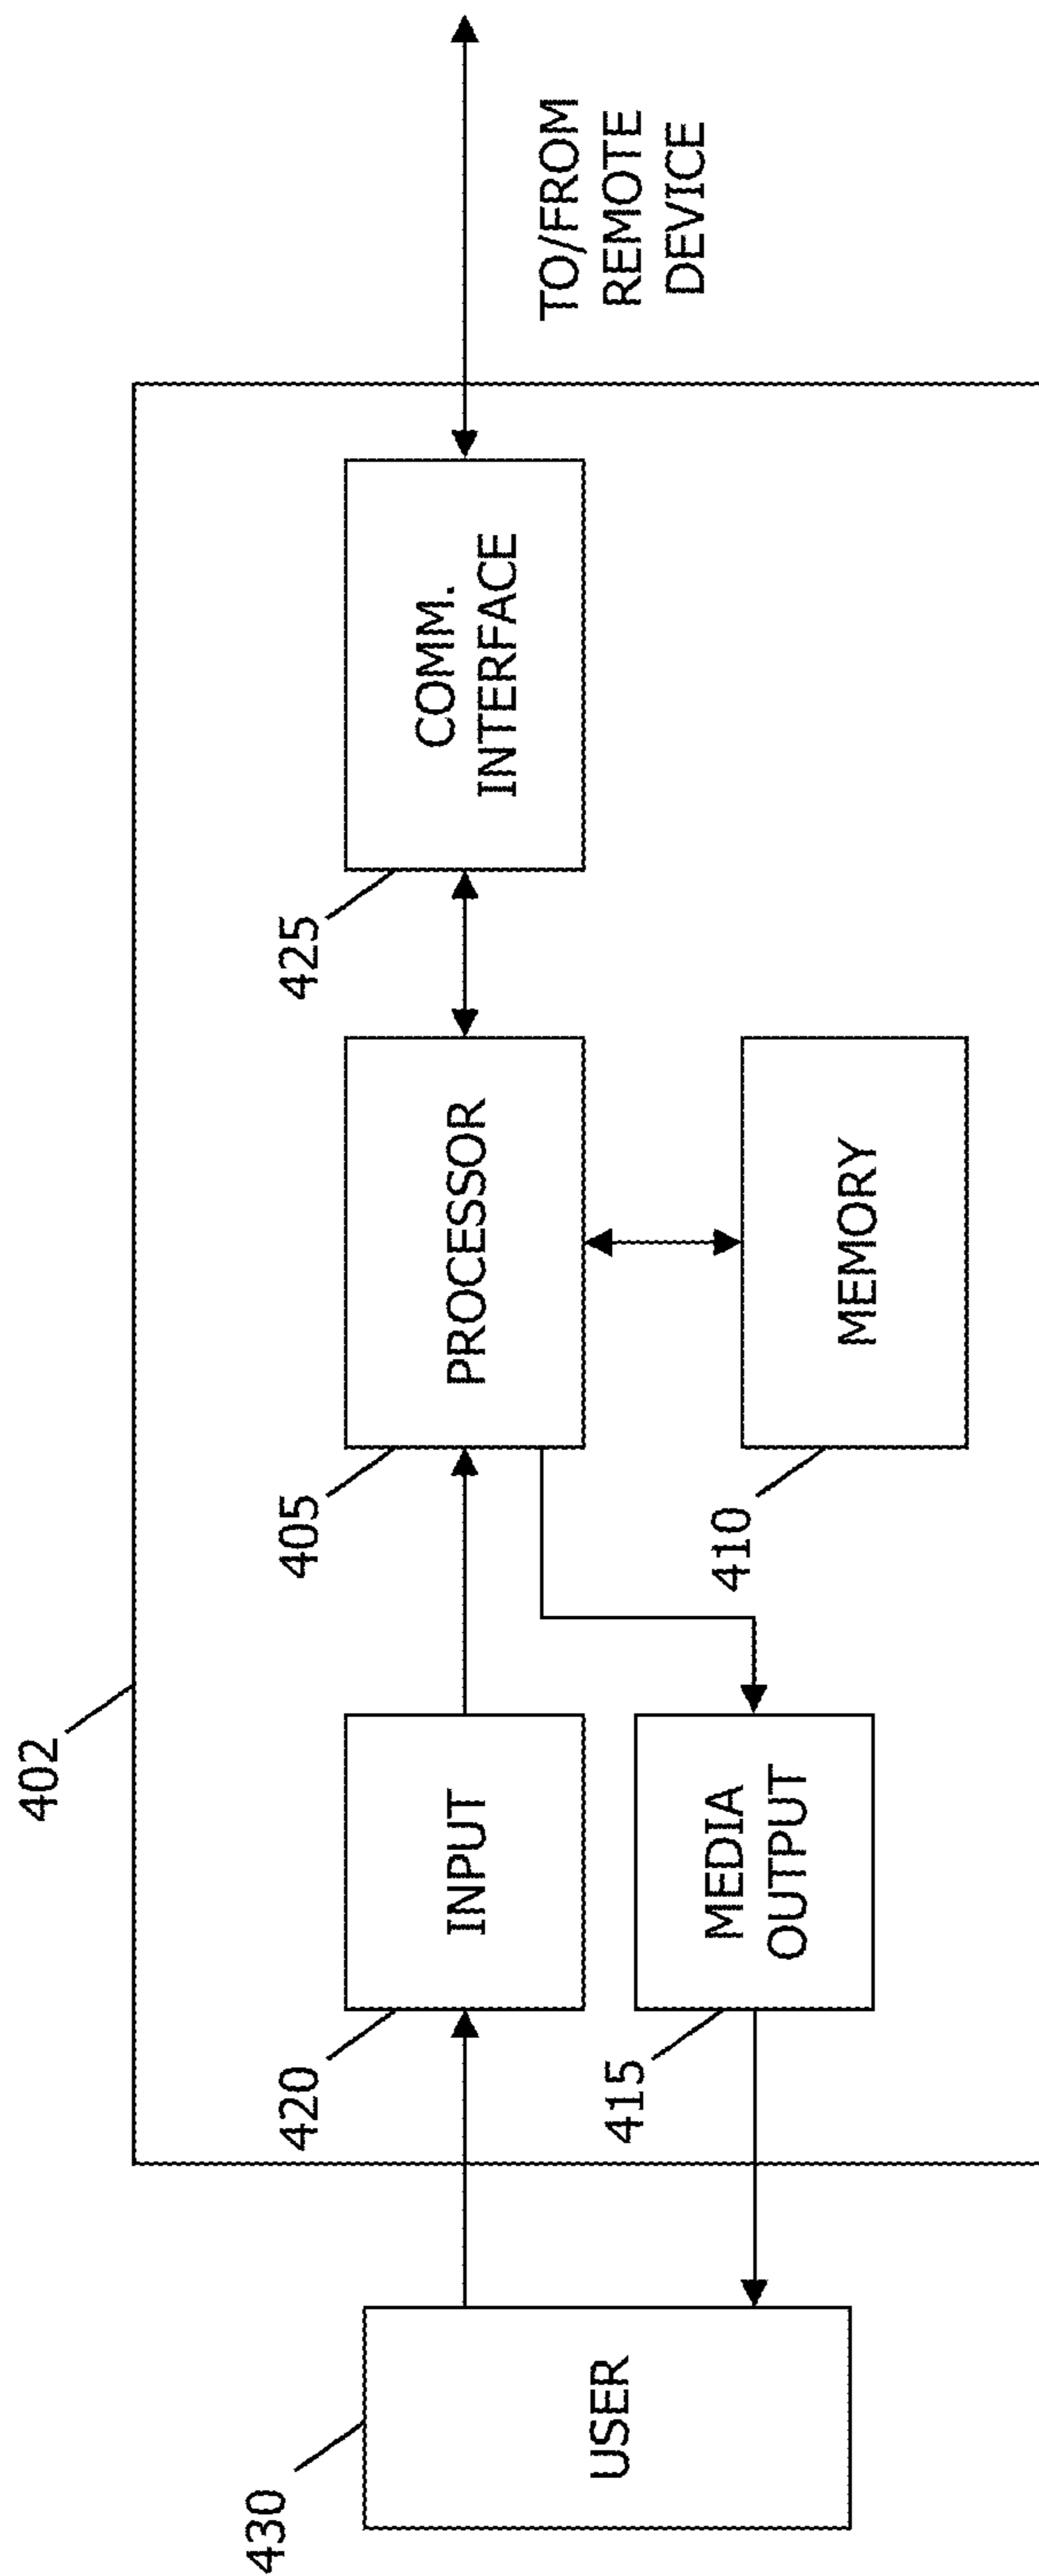 402
430
USER
420
INPUT
415
MEDIA
OUTPUT
405
PROCESSOR
410
MEMORY
425
COMM.
INTERFACE
TO/FROM
REMOTE
DEVICE